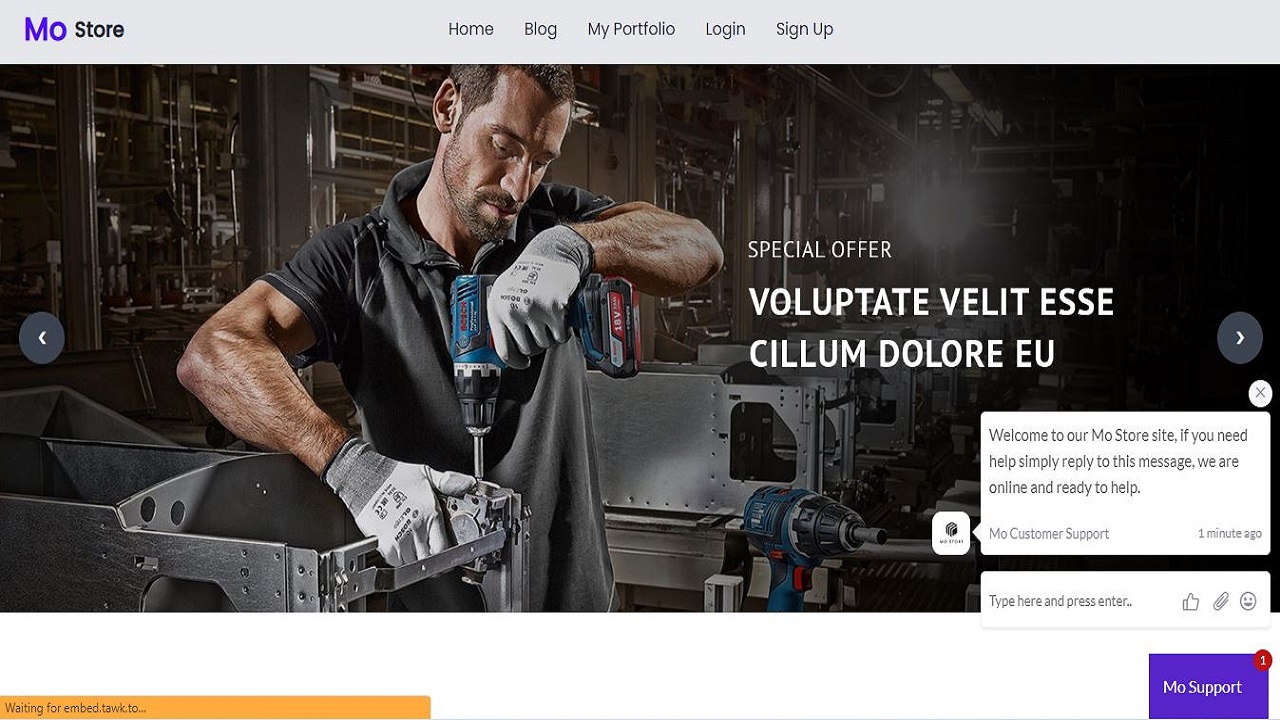 Mo Store
Home Blog My Portfolio Login Sign Up
SPECIAL OFFER
VOLUPTATE VELIT ESSE
CILLUM DOLORE EU
BOSCH
18V
BOSCH
❮
❯
Welcome to our Mo Store site, if you need
help simply reply to this message, we are
online and ready to help.
MO STORE
Mo Customer Support 1 minute ago
Type here and press enter..
1
Mo Support
Waiting for embed.tawk.to...